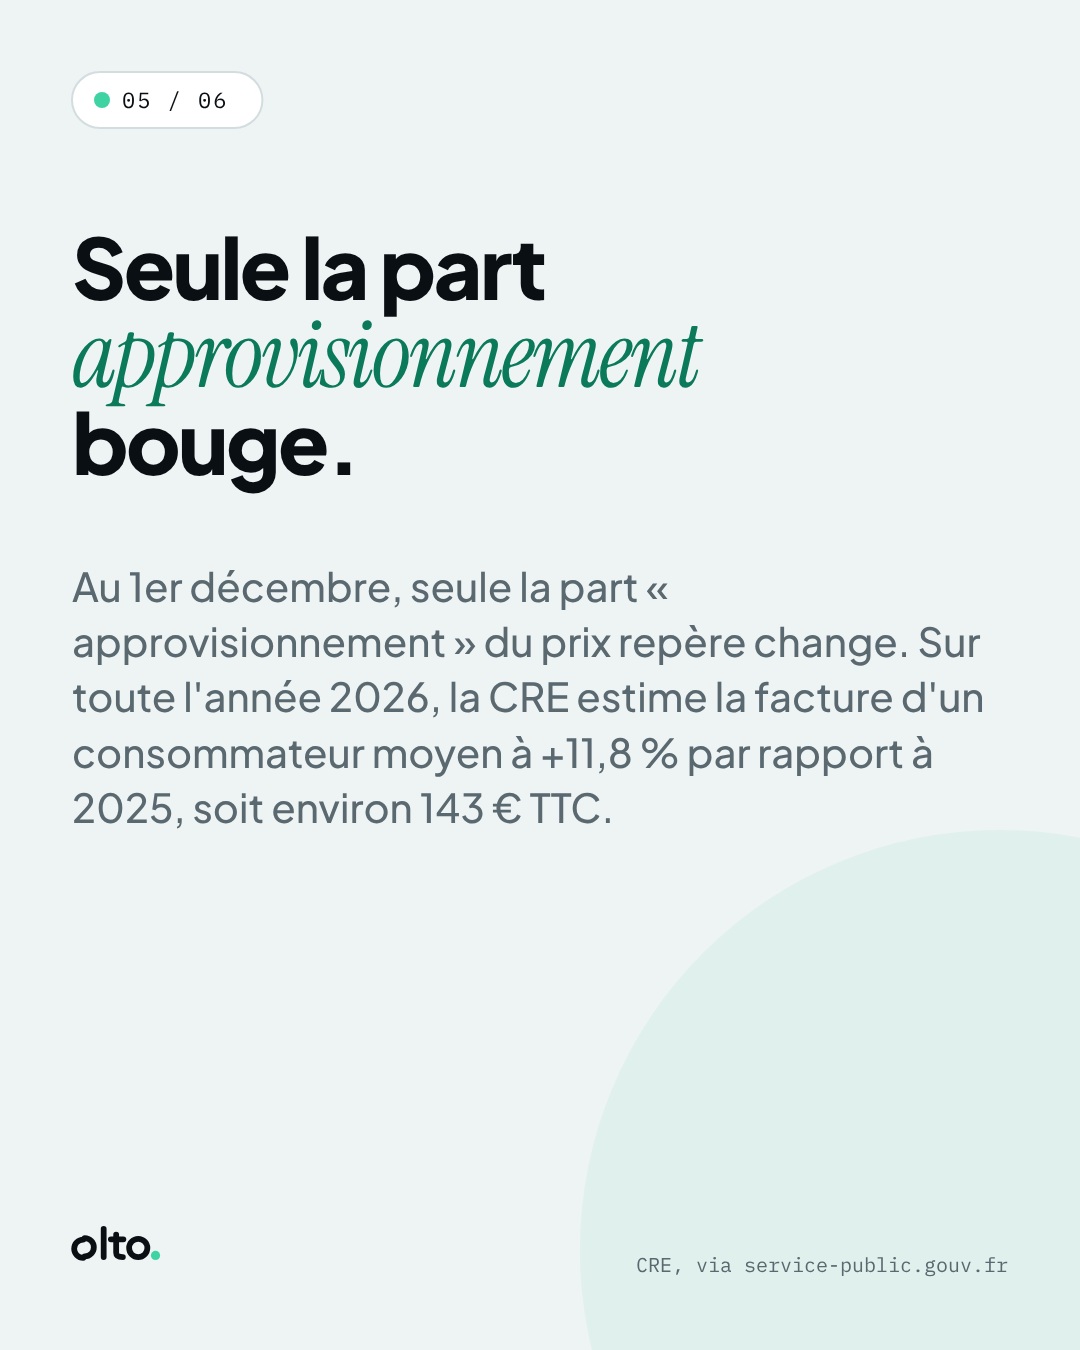 05 / 06
Seule la part
approvisionnement
bouge.
Au 1er décembre, seule la part «
approvisionnement » du prix repère change. Sur
toute l'année 2026, la CRE estime la facture d'un
consommateur moyen à +11,8 % par rapport à
2025, soit environ 143 € TTC.
olto.
CRE, via service-public.gouv.fr